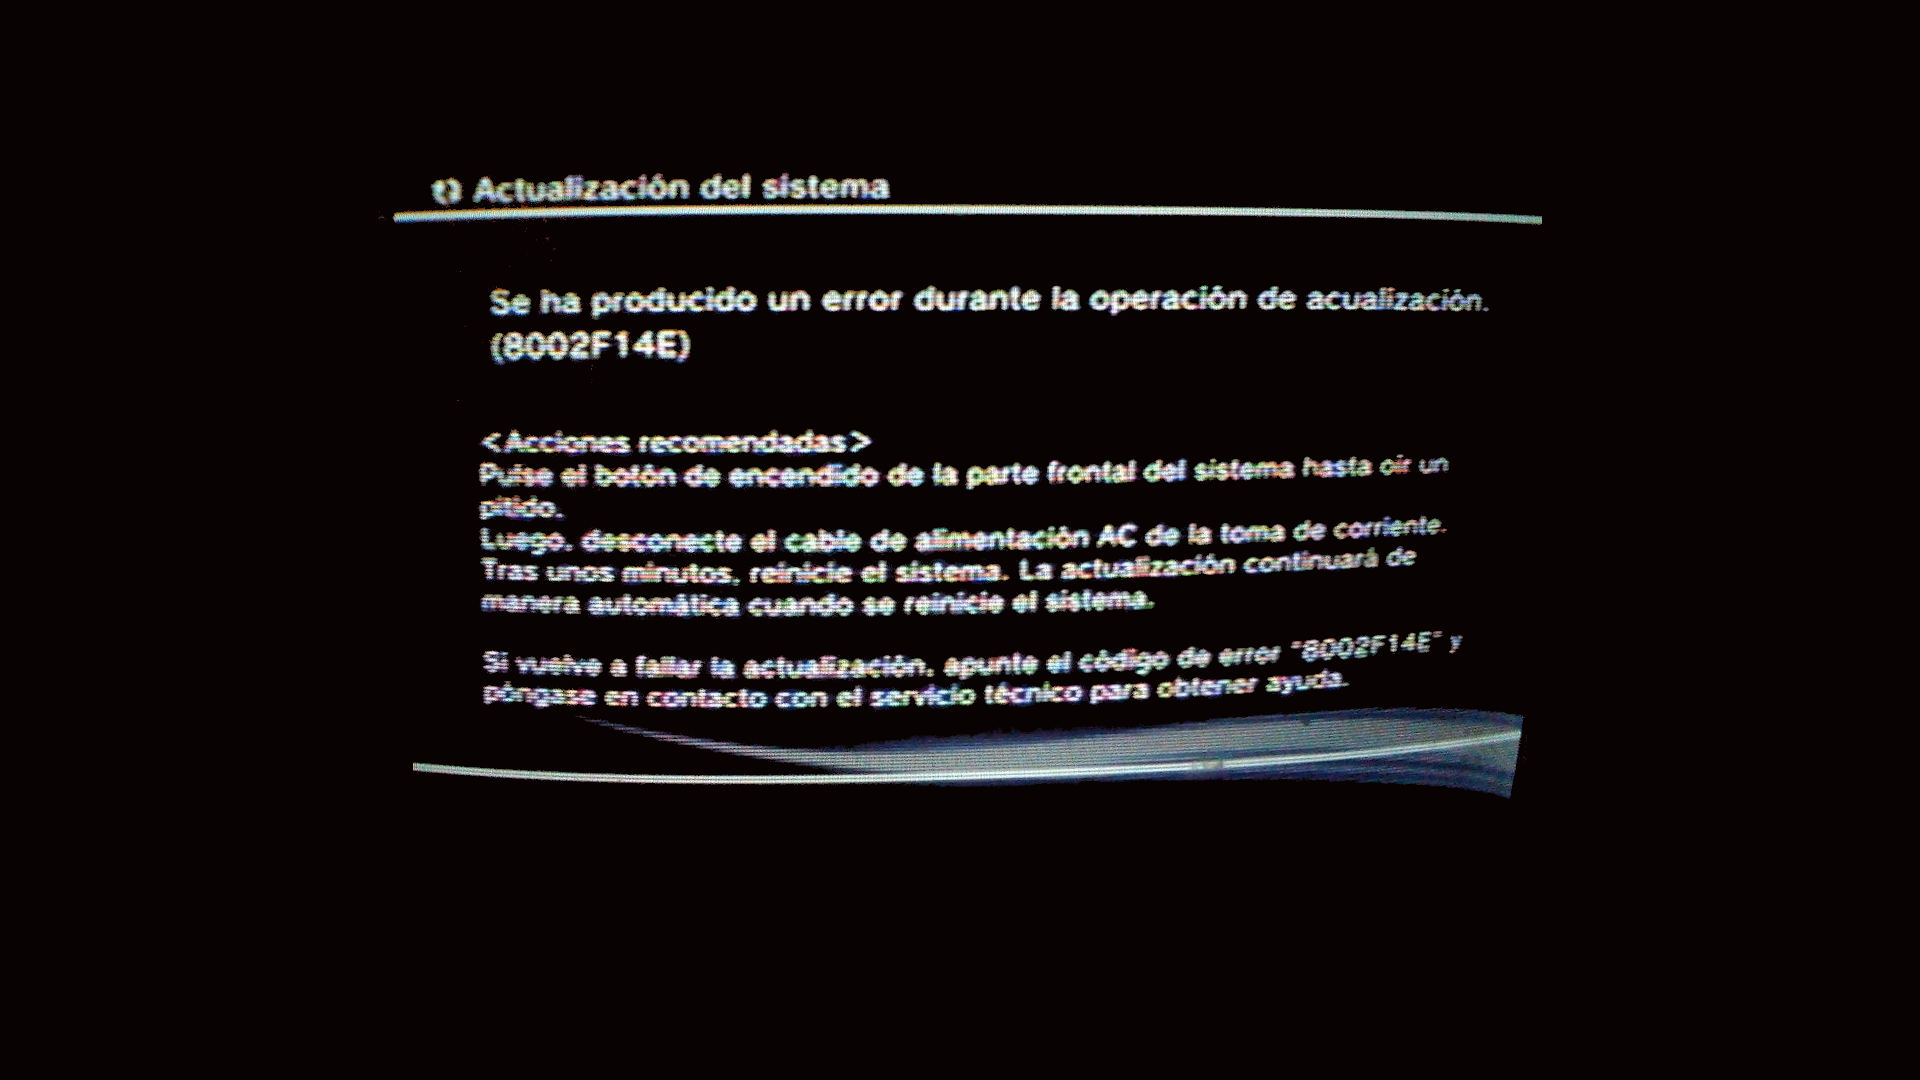 Actualización del sistema
Se ha producido un error durante la operación de acualización.
(8002F14E)
<Acciones recomendadas>
Pulse el botón de encendido de la parte frontal del sistema hasta oír un
pitido.
Luego, desconecte el cable de alimentación AC de la toma de corriente.
Tras unos minutos, reinicie el sistema. La actualización continuará de
manera automática cuando se reinicie el sistema.
Si vuelve a fallar la actualización, apunte el código de error "8002F14E" y
póngase en contacto con el servicio técnico para obtener ayuda.